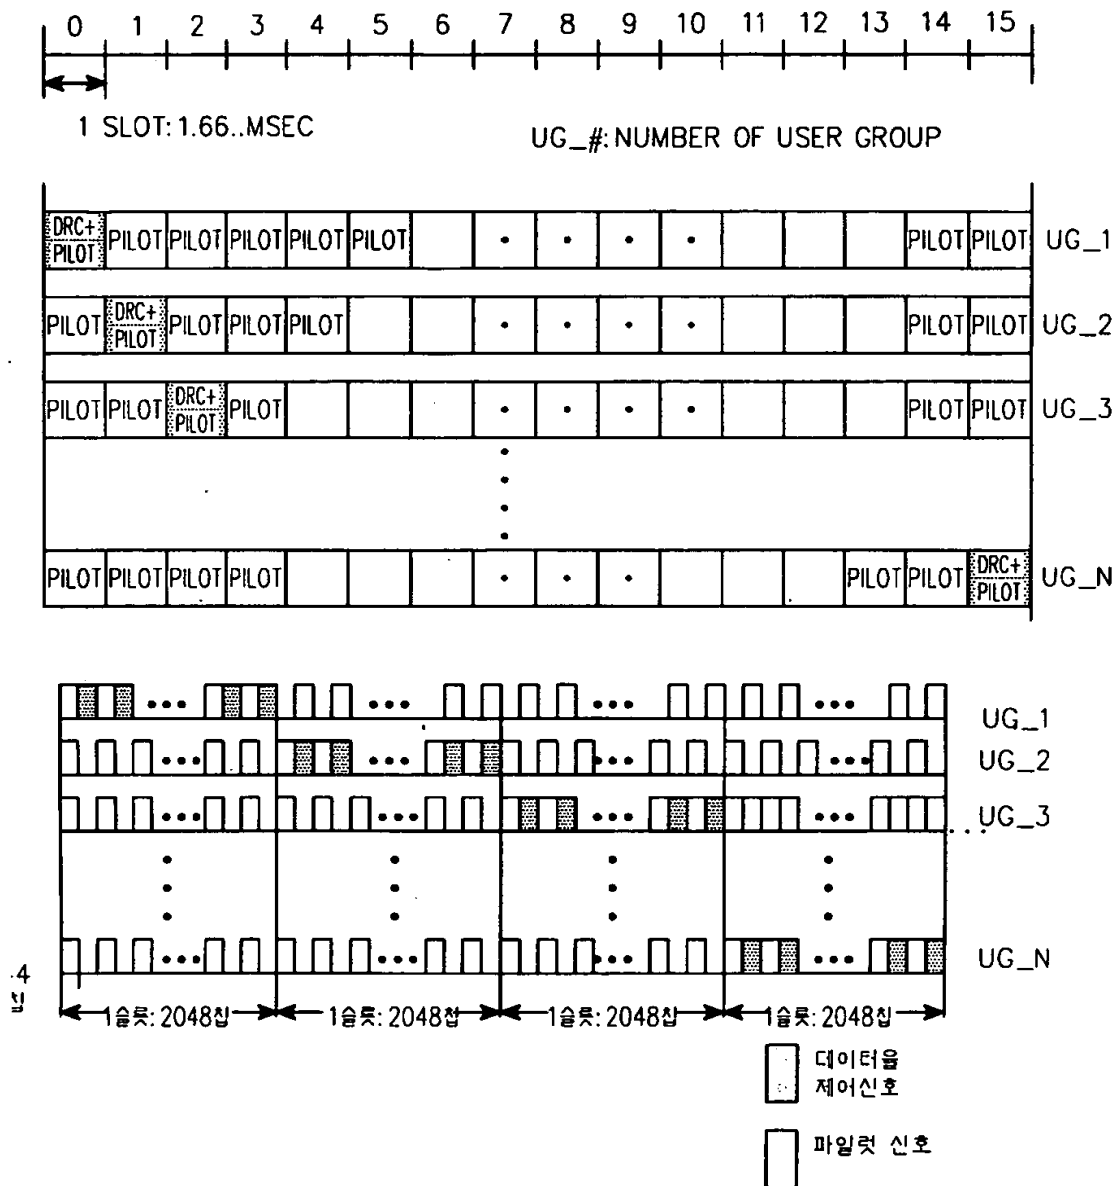 0 1 2 3 4 5 6 7 8 9 10 11 12 13 14 15
1 SLOT: 1.66..MSEC
UG_#: NUMBER OF USER GROUP
DRC+ PILOT PILOT PILOT PILOT PILOT PILOT PILOT PILOT UG_1
PILOT DRC+ PILOT PILOT PILOT PILOT PILOT PILOT UG_2
PILOT PILOT DRC+ PILOT PILOT PILOT PILOT UG_3
PILOT PILOT PILOT PILOT PILOT PILOT DRC+ PILOT UG_N
UG_1
UG_2
UG_3
UG_N
4
칩
1슬롯: 2048칩 1슬롯: 2048칩 1슬롯: 2048칩 1슬롯: 2048칩
데이터율
제어신호
파일럿 신호